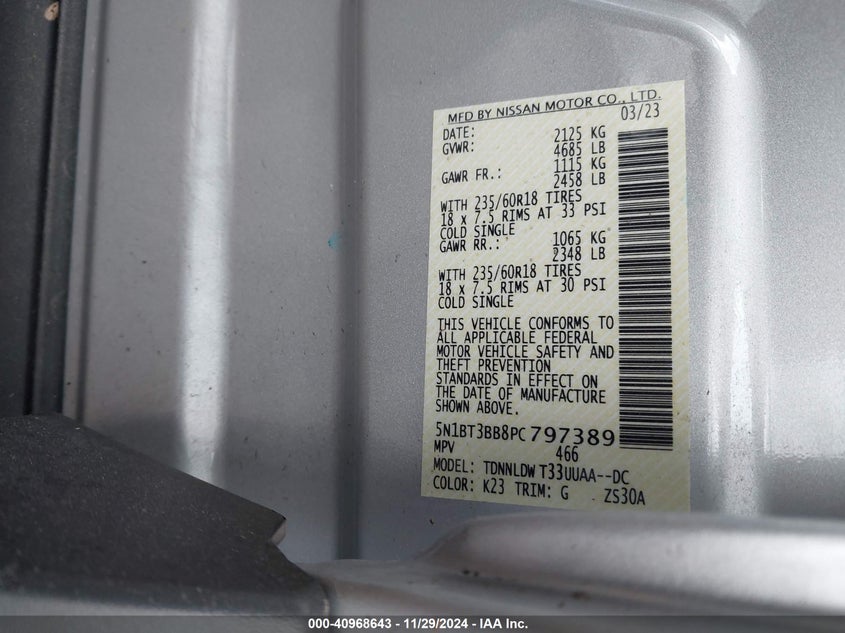 MFD BY NISSAN MOTOR CO., LTD.
DATE: 03/23
GVWR: 2125 KG
4685 LB
GAWR FR.: 1115 KG
2458 LB
WITH 235/60R18 TIRES
18 x 7.5 RIMS AT 33 PSI
COLD SINGLE
GAWR RR.: 1065 KG
2348 LB
WITH 235/60R18 TIRES
18 x 7.5 RIMS AT 30 PSI
COLD SINGLE
THIS VEHICLE CONFORMS TO
ALL APPLICABLE FEDERAL
MOTOR VEHICLE SAFETY AND
THEFT PREVENTION
STANDARDS IN EFFECT ON
THE DATE OF MANUFACTURE
SHOWN ABOVE.
5N1BT3BB8PC797389
MPV 466
MODEL: TDNNLDW T33UUAA--DC
COLOR: K23 TRIM: G ZS30A
000-40968643 - 11/29/2024 - IAA Inc.